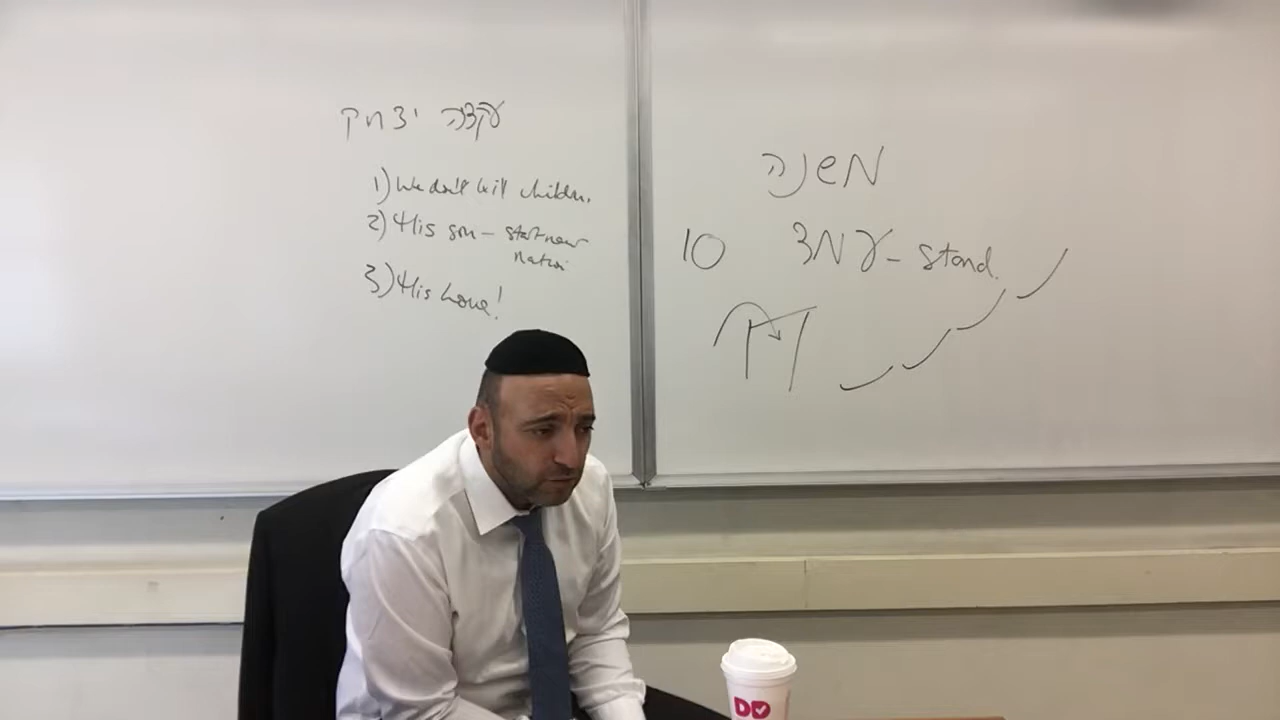 עקדה יצחק
1) We don't kill children.
2) His son – start new
nation
3) His love!
משנה
10 עמד – stand.
DD